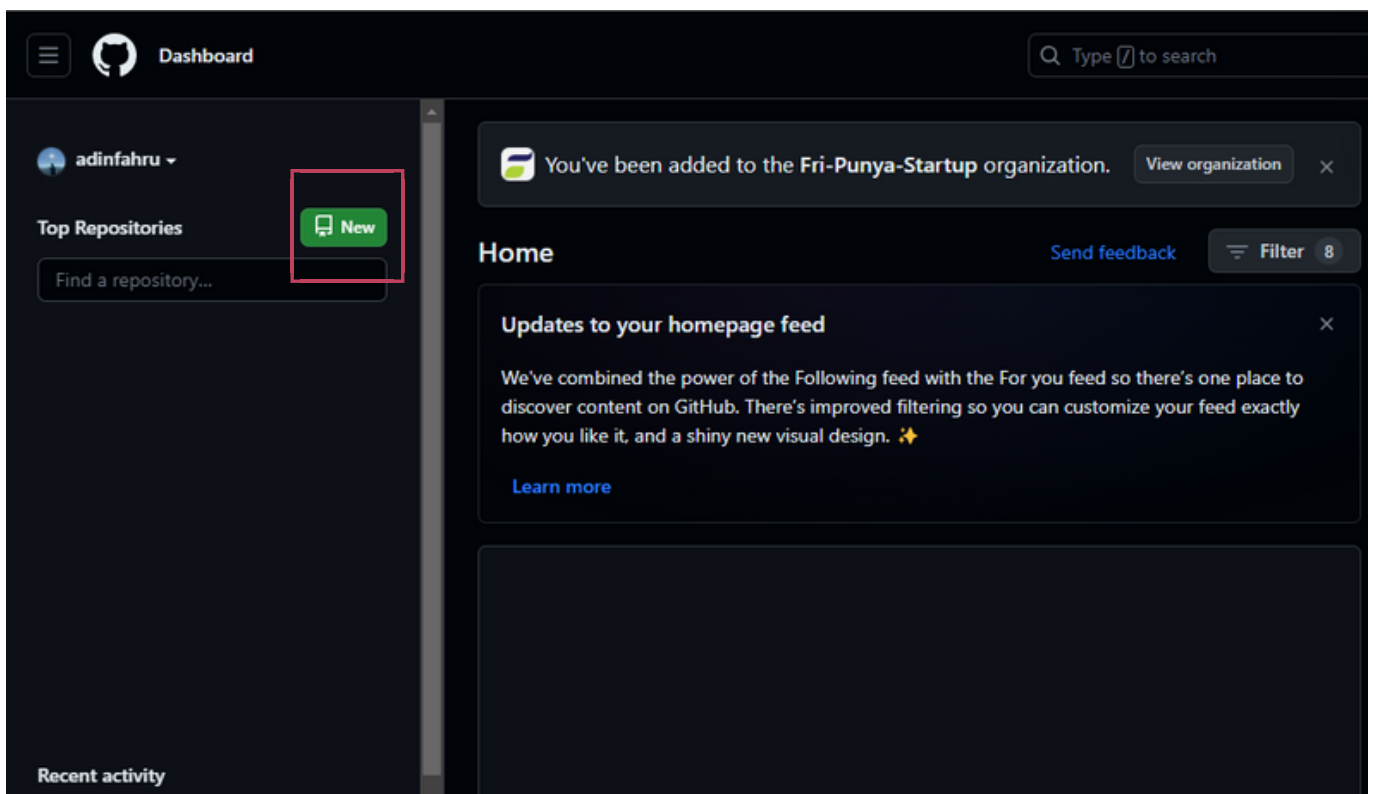 Dashboard
Type / to search
adinfahru
Top Repositories
New
Find a repository...
Recent activity
You've been added to the Fri-Punya-Startup organization.
View organization
Home
Send feedback
Filter 8
Updates to your homepage feed
We've combined the power of the Following feed with the For you feed so there's one place to
discover content on GitHub. There's improved filtering so you can customize your feed exactly
how you like it, and a shiny new visual design. ✨
Learn more